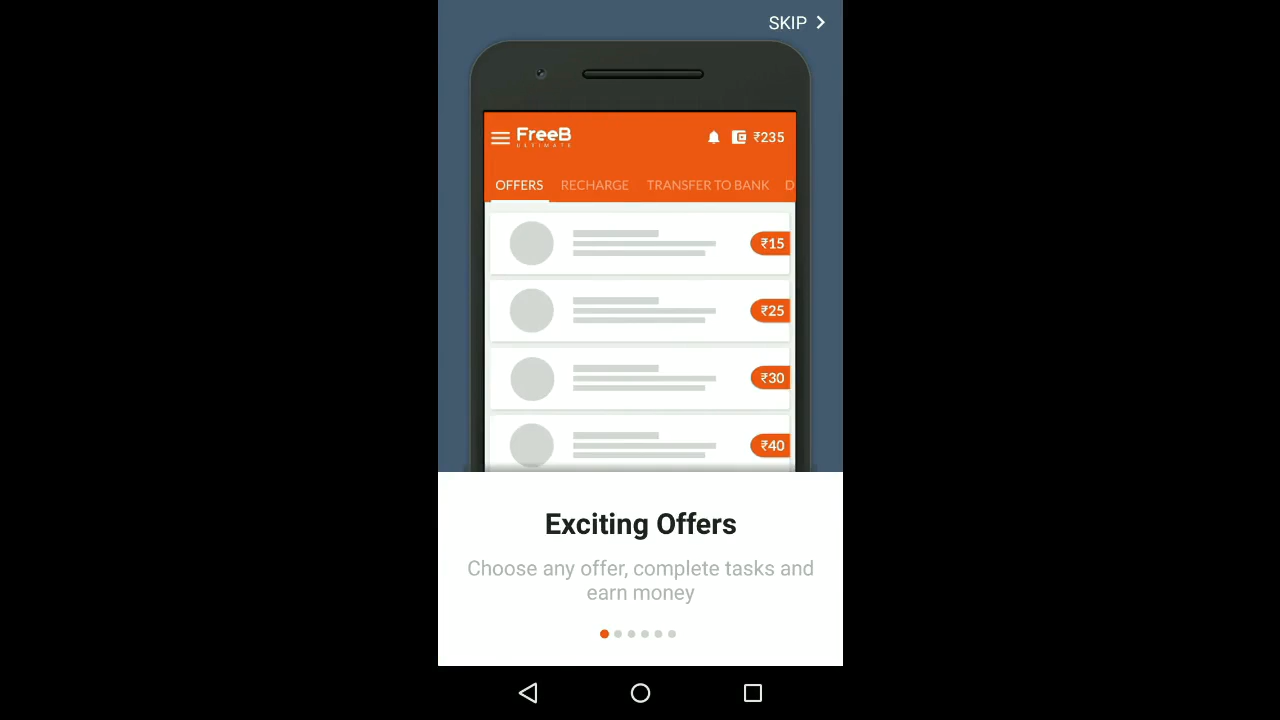 SKIP
FreeB
ULTIMATE
₹235
OFFERS RECHARGE TRANSFER TO BANK D
₹15
₹25
₹30
₹40
Exciting Offers
Choose any offer, complete tasks and
earn money